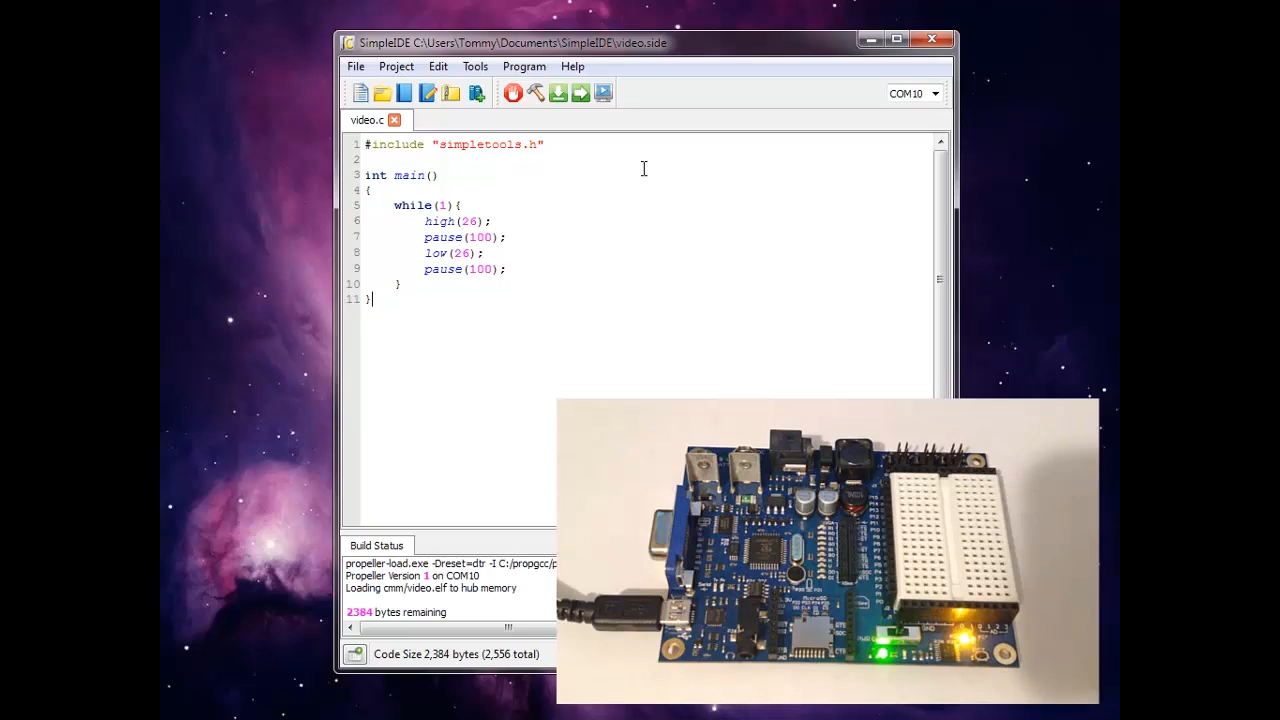 SimpleIDE C:\Users\Tommy\Documents\SimpleIDE\video.side
File Project Edit Tools Program Help
COM10
video.c
1 #include "simpletools.h"
2
3 int main()
4 {
5 while(1){
6 high(26);
7 pause(100);
8 low(26);
9 pause(100);
10 }
11 }
Build Status
propeller-load.exe -Dreset=dtr -I C:/propgcc/p
Propeller Version 1 on COM10
Loading cmm/video.elf to hub memory
2384 bytes remaining
Code Size 2,384 bytes (2,556 total)